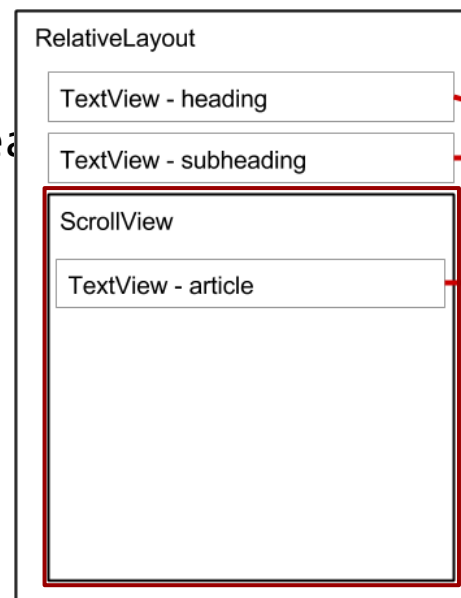 RelativeLayout
TextView - heading
TextView - subheading
ScrollView
TextView - article